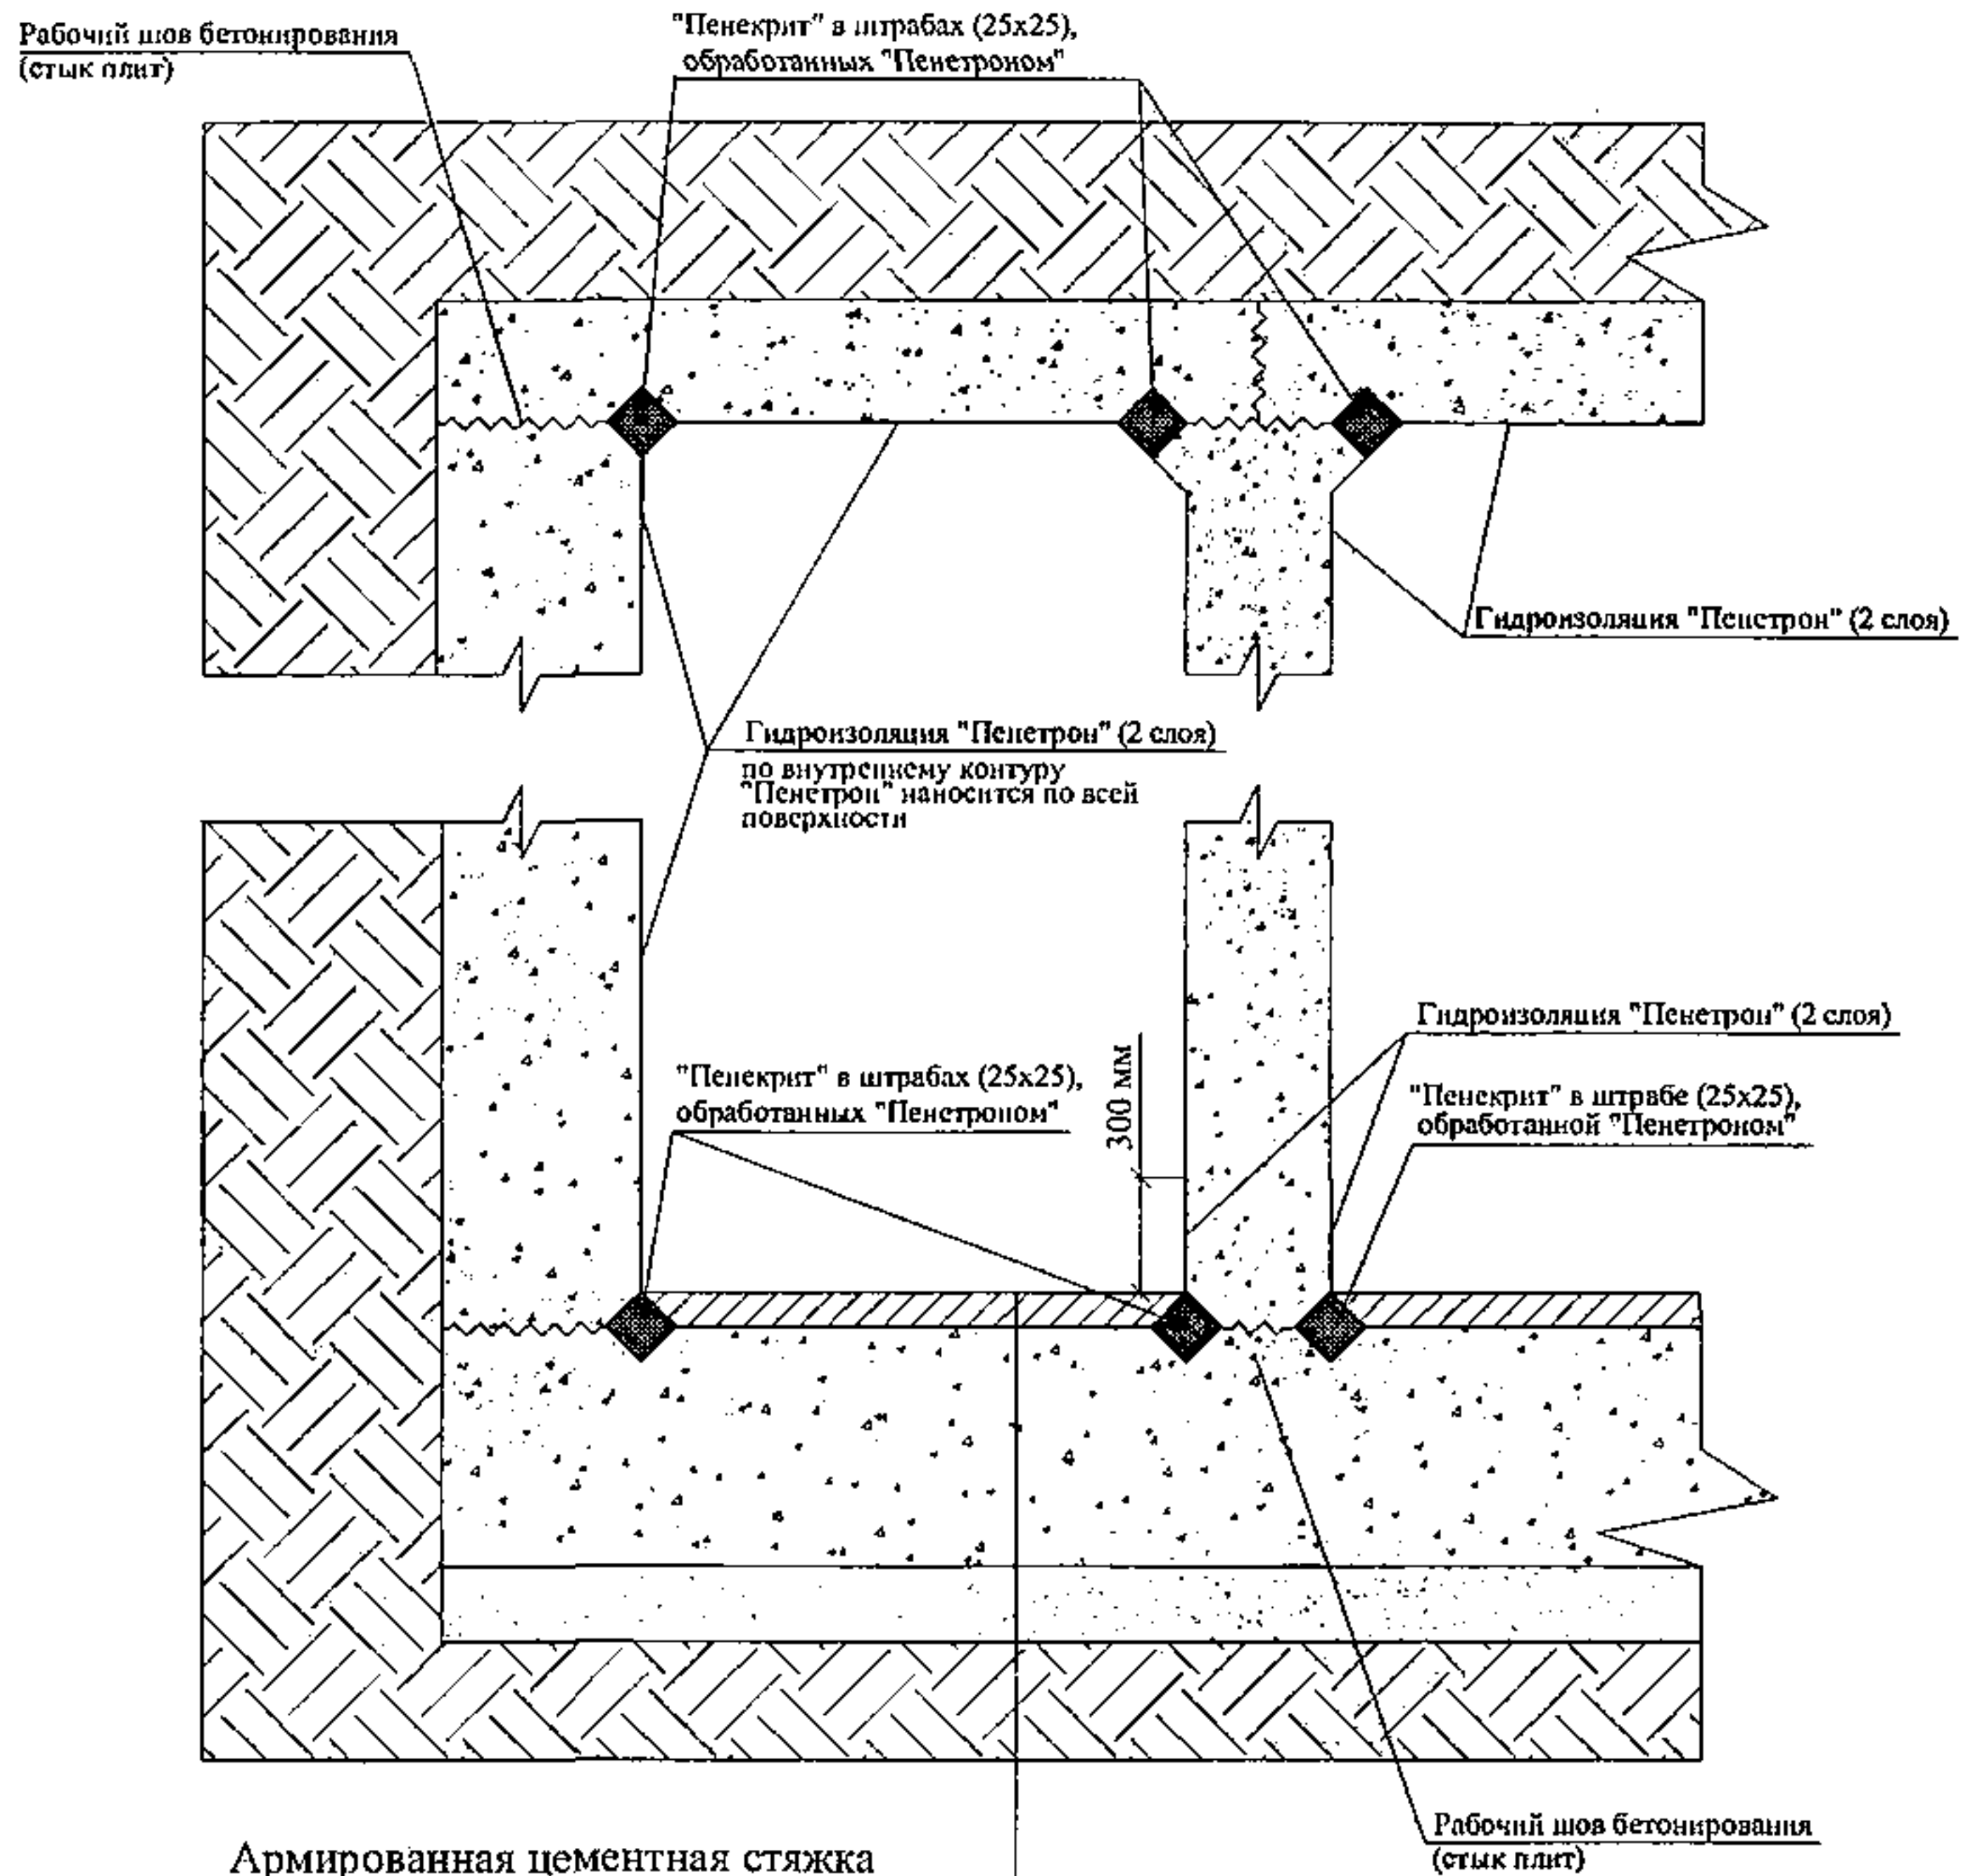 Рабочий шов бетонирования
(стык плит)
"Пенекрит" в штрабах (25х25),
обработанных "Пенетроном"
Гидроизоляция "Пенетрон" (2 слоя)
Гидроизоляция "Пенетрон" (2 слоя)
по внутреннему контуру
"Пенетрон" наносится по всей
поверхности
Гидроизоляция "Пенетрон" (2 слоя)
"Пенекрит" в штрабах (25х25),
обработанных "Пенетроном"
300 мм
"Пенекрит" в штрабе (25х25),
обработанной "Пенетроном"
Рабочий шов бетонирования
(стык плит)
Армированная цементная стяжка